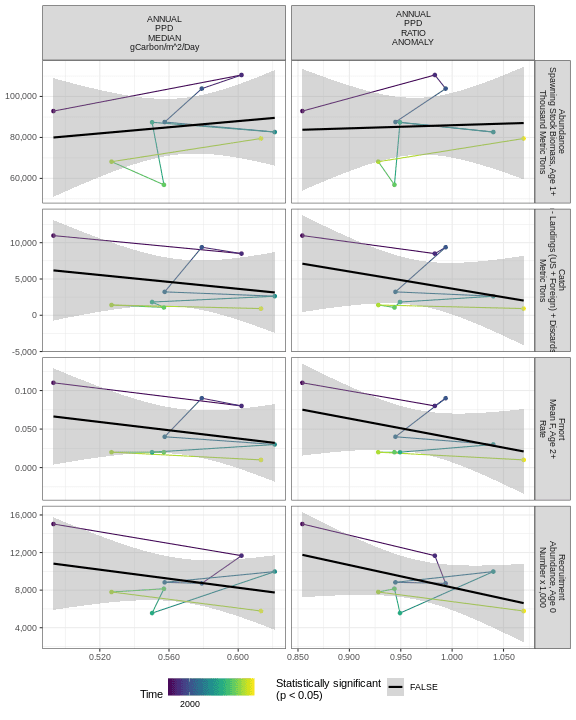 ANNUAL
PPD
MEDIAN
gCarbon/m^2/Day
ANNUAL
PPD
RATIO
ANOMALY
100,000
80,000
60,000
Abundance
Spawning Stock Biomass, Age 1+
Thousand Metric Tons
10,000
5,000
0
-5,000
Catch
- Landings (US + Foreign) + Discards
Metric Tons
0.100
0.050
0.000
Fmort
Mean F, Age 2+
Rate
16,000
12,000
8,000
4,000
Recruitment
Abundance, Age 0
Number x 1,000
0.520
0.560
0.600
0.850
0.900
0.950
1.000
1.050
Time
2000
Statistically significant
(p < 0.05)
FALSE